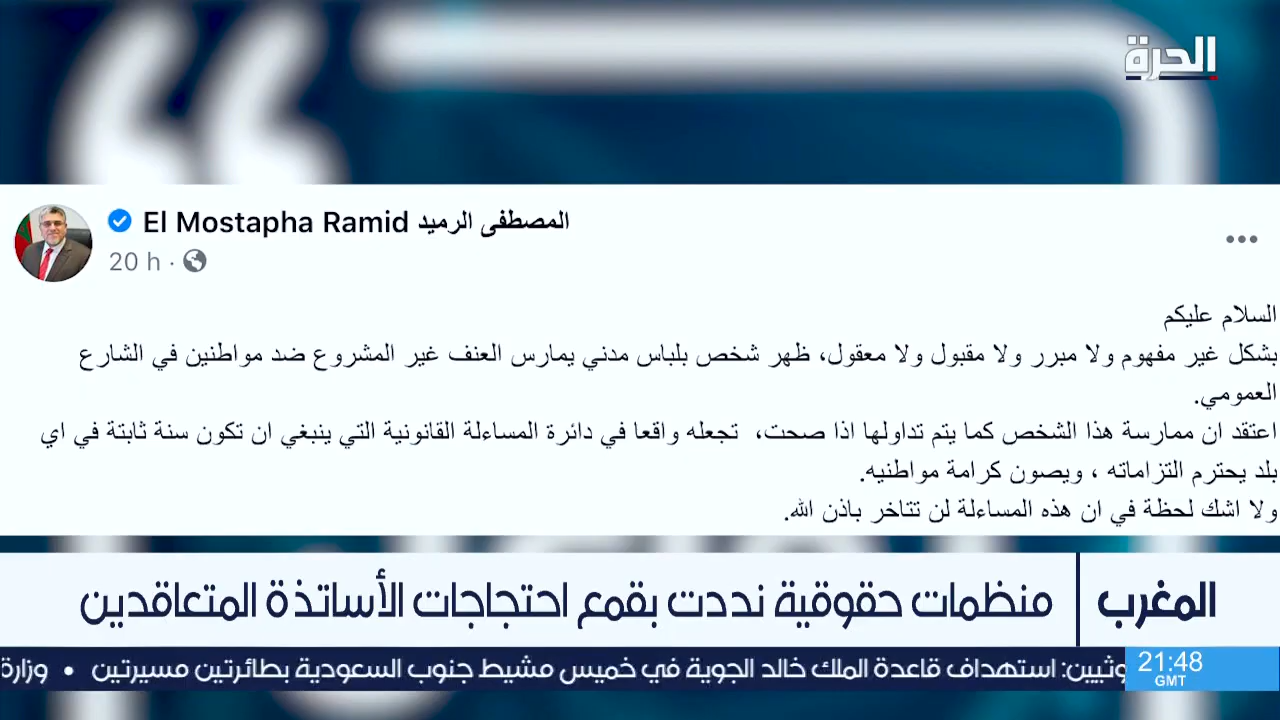 الحرة
El Mostapha Ramid المصطفى الرميد
20 h ·
السلام عليكم
بشكل غير مفهوم ولا مبرر ولا مقبول ولا معقول، ظهر شخص بلباس مدني يمارس العنف غير المشروع ضد مواطنين في الشارع
العمومي.
اعتقد ان ممارسة هذا الشخص كما يتم تداولها اذا صحت، تجعله واقعا في دائرة المساءلة القانونية التي ينبغي ان تكون سنة ثابتة في اي
بلد يحترم التزاماته ، ويصون كرامة مواطنيه.
ولا اشك لحظة في ان هذه المساءلة لن تتاخر باذن الله.
المغرب
منظمات حقوقية نددت بقمع احتجاجات الأساتذة المتعاقدين
وثيين: استهداف قاعدة الملك خالد الجوية في خميس مشيط جنوب السعودية بطائرتين مسيرتين • وزارة
21:48
GMT